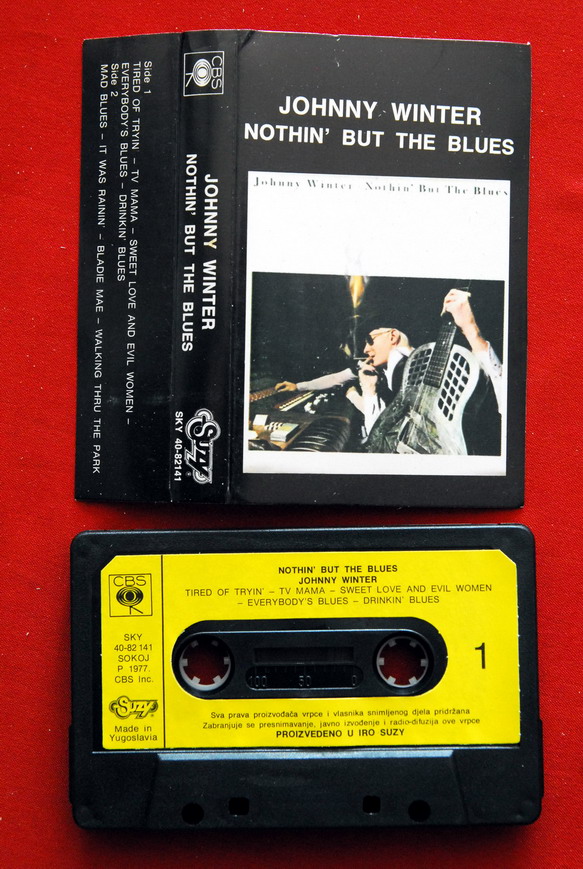 JOHNNY WINTER
NOTHIN' BUT THE BLUES
Johnny Winter Nothin' But The Blues
CBS
JOHNNY WINTER
NOTHIN' BUT THE BLUES
SUZY
SKY 40-82141
Side 1
TIRED OF TRYIN' – TV MAMA – SWEET LOVE AND EVIL WOMEN –
EVERYBODY'S BLUES – DRINKIN' BLUES
Side 2
MAD BLUES – IT WAS RAININ' – BLADIE MAE – WALKING THRU THE PARK
NOTHIN' BUT THE BLUES
JOHNNY WINTER
TIRED OF TRYIN' – TV MAMA – SWEET LOVE AND EVIL WOMEN
– EVERYBODY'S BLUES – DRINKIN' BLUES
CBS
SKY
40-82 141
SOKOJ
P 1977.
CBS Inc.
SUZY
Made in
Yugoslavia
1
100 50 0
Sva prava proizvođača vrpce i vlasnika snimljenog djela pridržana
Zabranjuje se presnimavanje, javno izvođenje i radio-difuzija ove vrpce
PROIZVEDENO U IRO SUZY